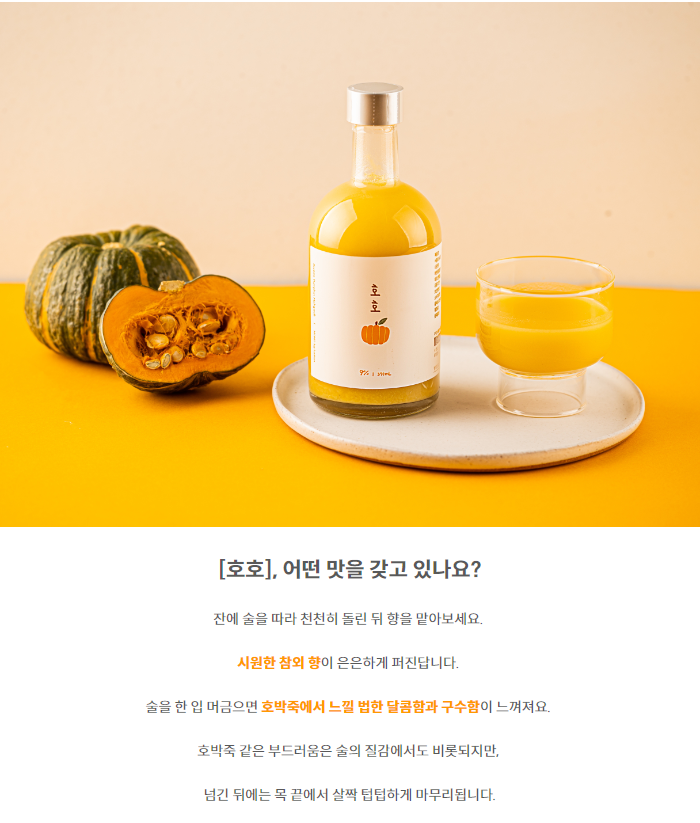 호
호
[호호], 어떤 맛을 갖고 있나요?
잔에 술을 따라 천천히 돌린 뒤 향을 맡아보세요.
시원한 참외 향이 은은하게 퍼진답니다.
술을 한 입 머금으면 호박죽에서 느낄 법한 달콤함과 구수함이 느껴져요.
호박죽 같은 부드러움은 술의 질감에서도 비롯되지만,
넘긴 뒤에는 목 끝에서 살짝 텁텁하게 마무리됩니다.